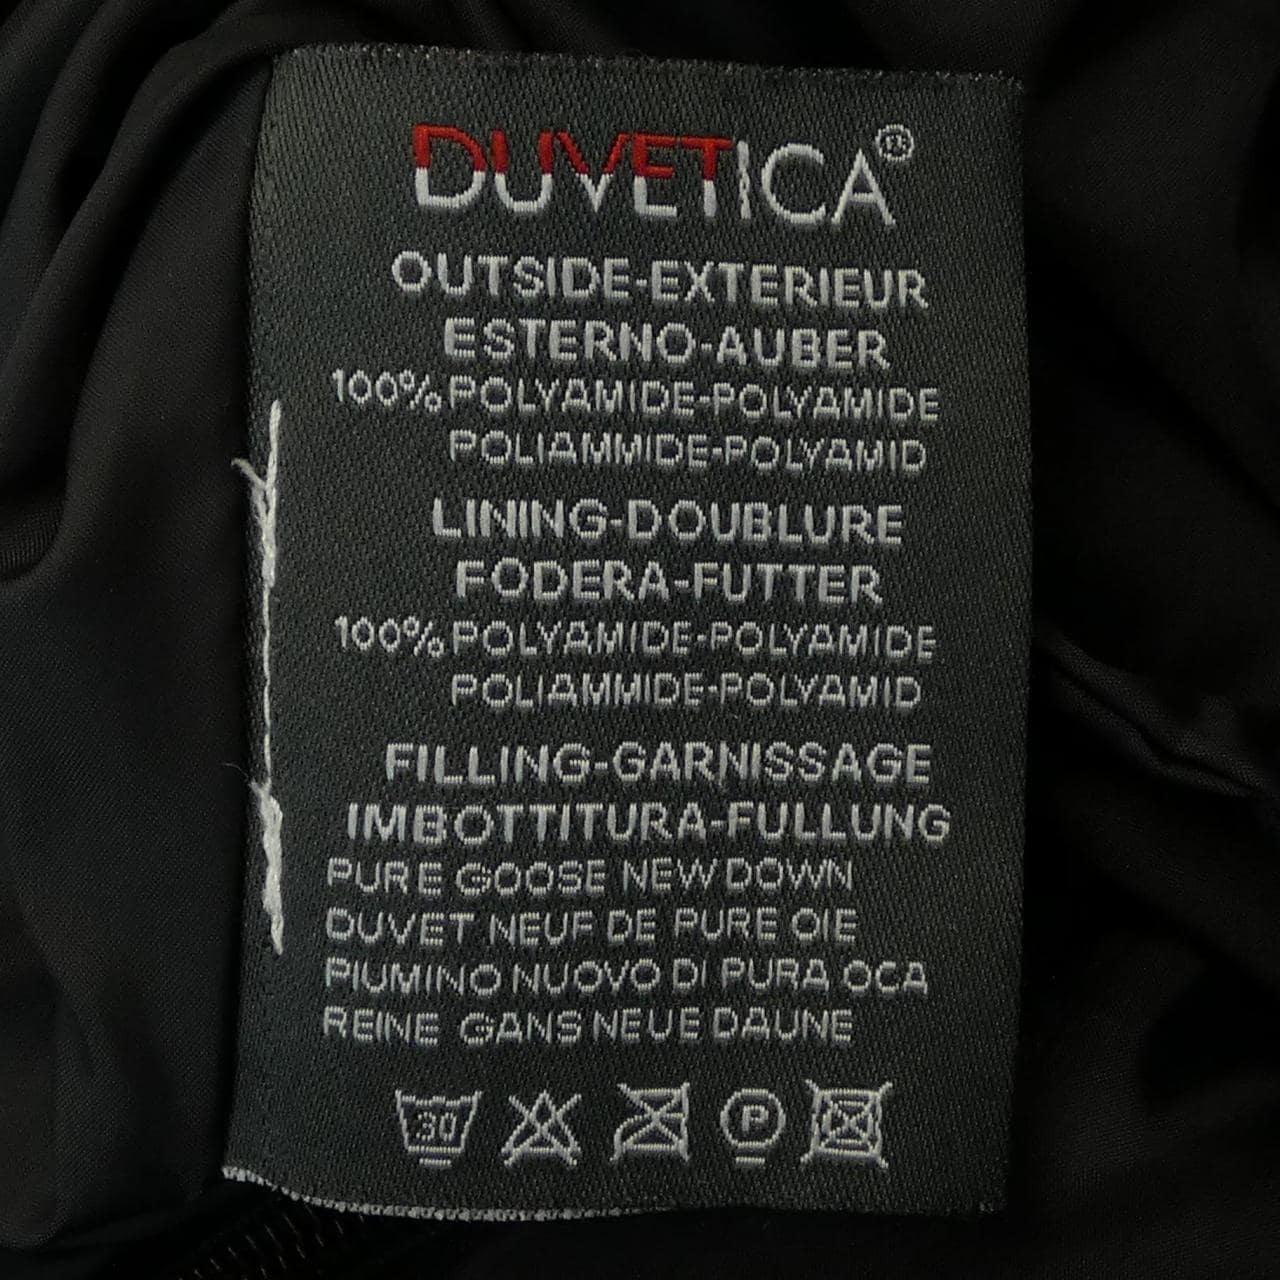 DUVETICA®
OUTSIDE-EXTERIEUR
ESTERNO-AUBER
100% POLYAMIDE-POLYAMIDE
POLIAMMIDE-POLYAMID
LINING-DOUBLURE
FODERA-FUTTER
100% POLYAMIDE-POLYAMIDE
POLIAMMIDE-POLYAMID
FILLING-GARNISSAGE
IMBOTTITURA-FULLUNG
PURE GOOSE NEW DOWN
DUVET NEUF DE PURE OIE
PIUMINO NUOVO DI PURA OCA
REINE GANS NEUE DAUNE
30 P